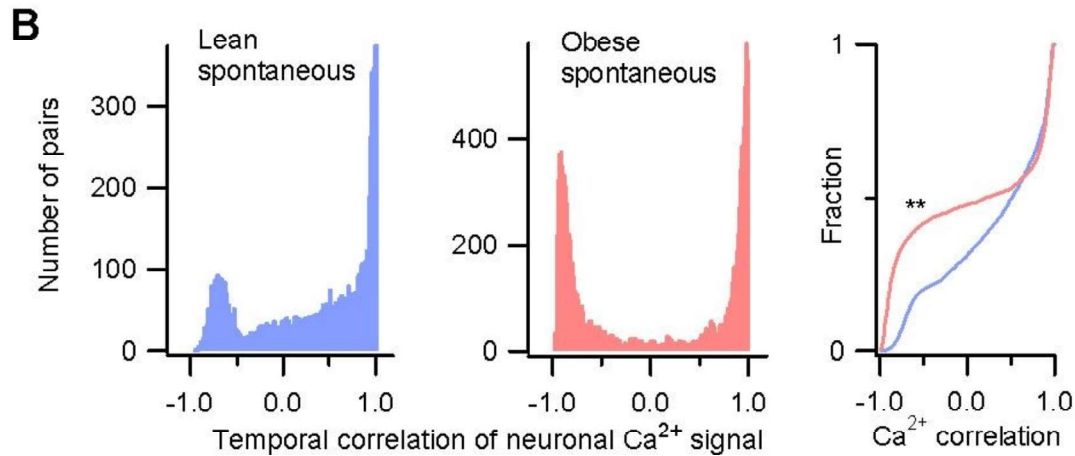 B
Lean
spontaneous
Obese
spontaneous
Number of pairs
300
200
100
0
400
200
0
Fraction
1
0
**
-1.0 0.0 1.0
-1.0 0.0 1.0
-1.0 0.0 1.0
Temporal correlation of neuronal Ca²⁺ signal
Ca²⁺ correlation